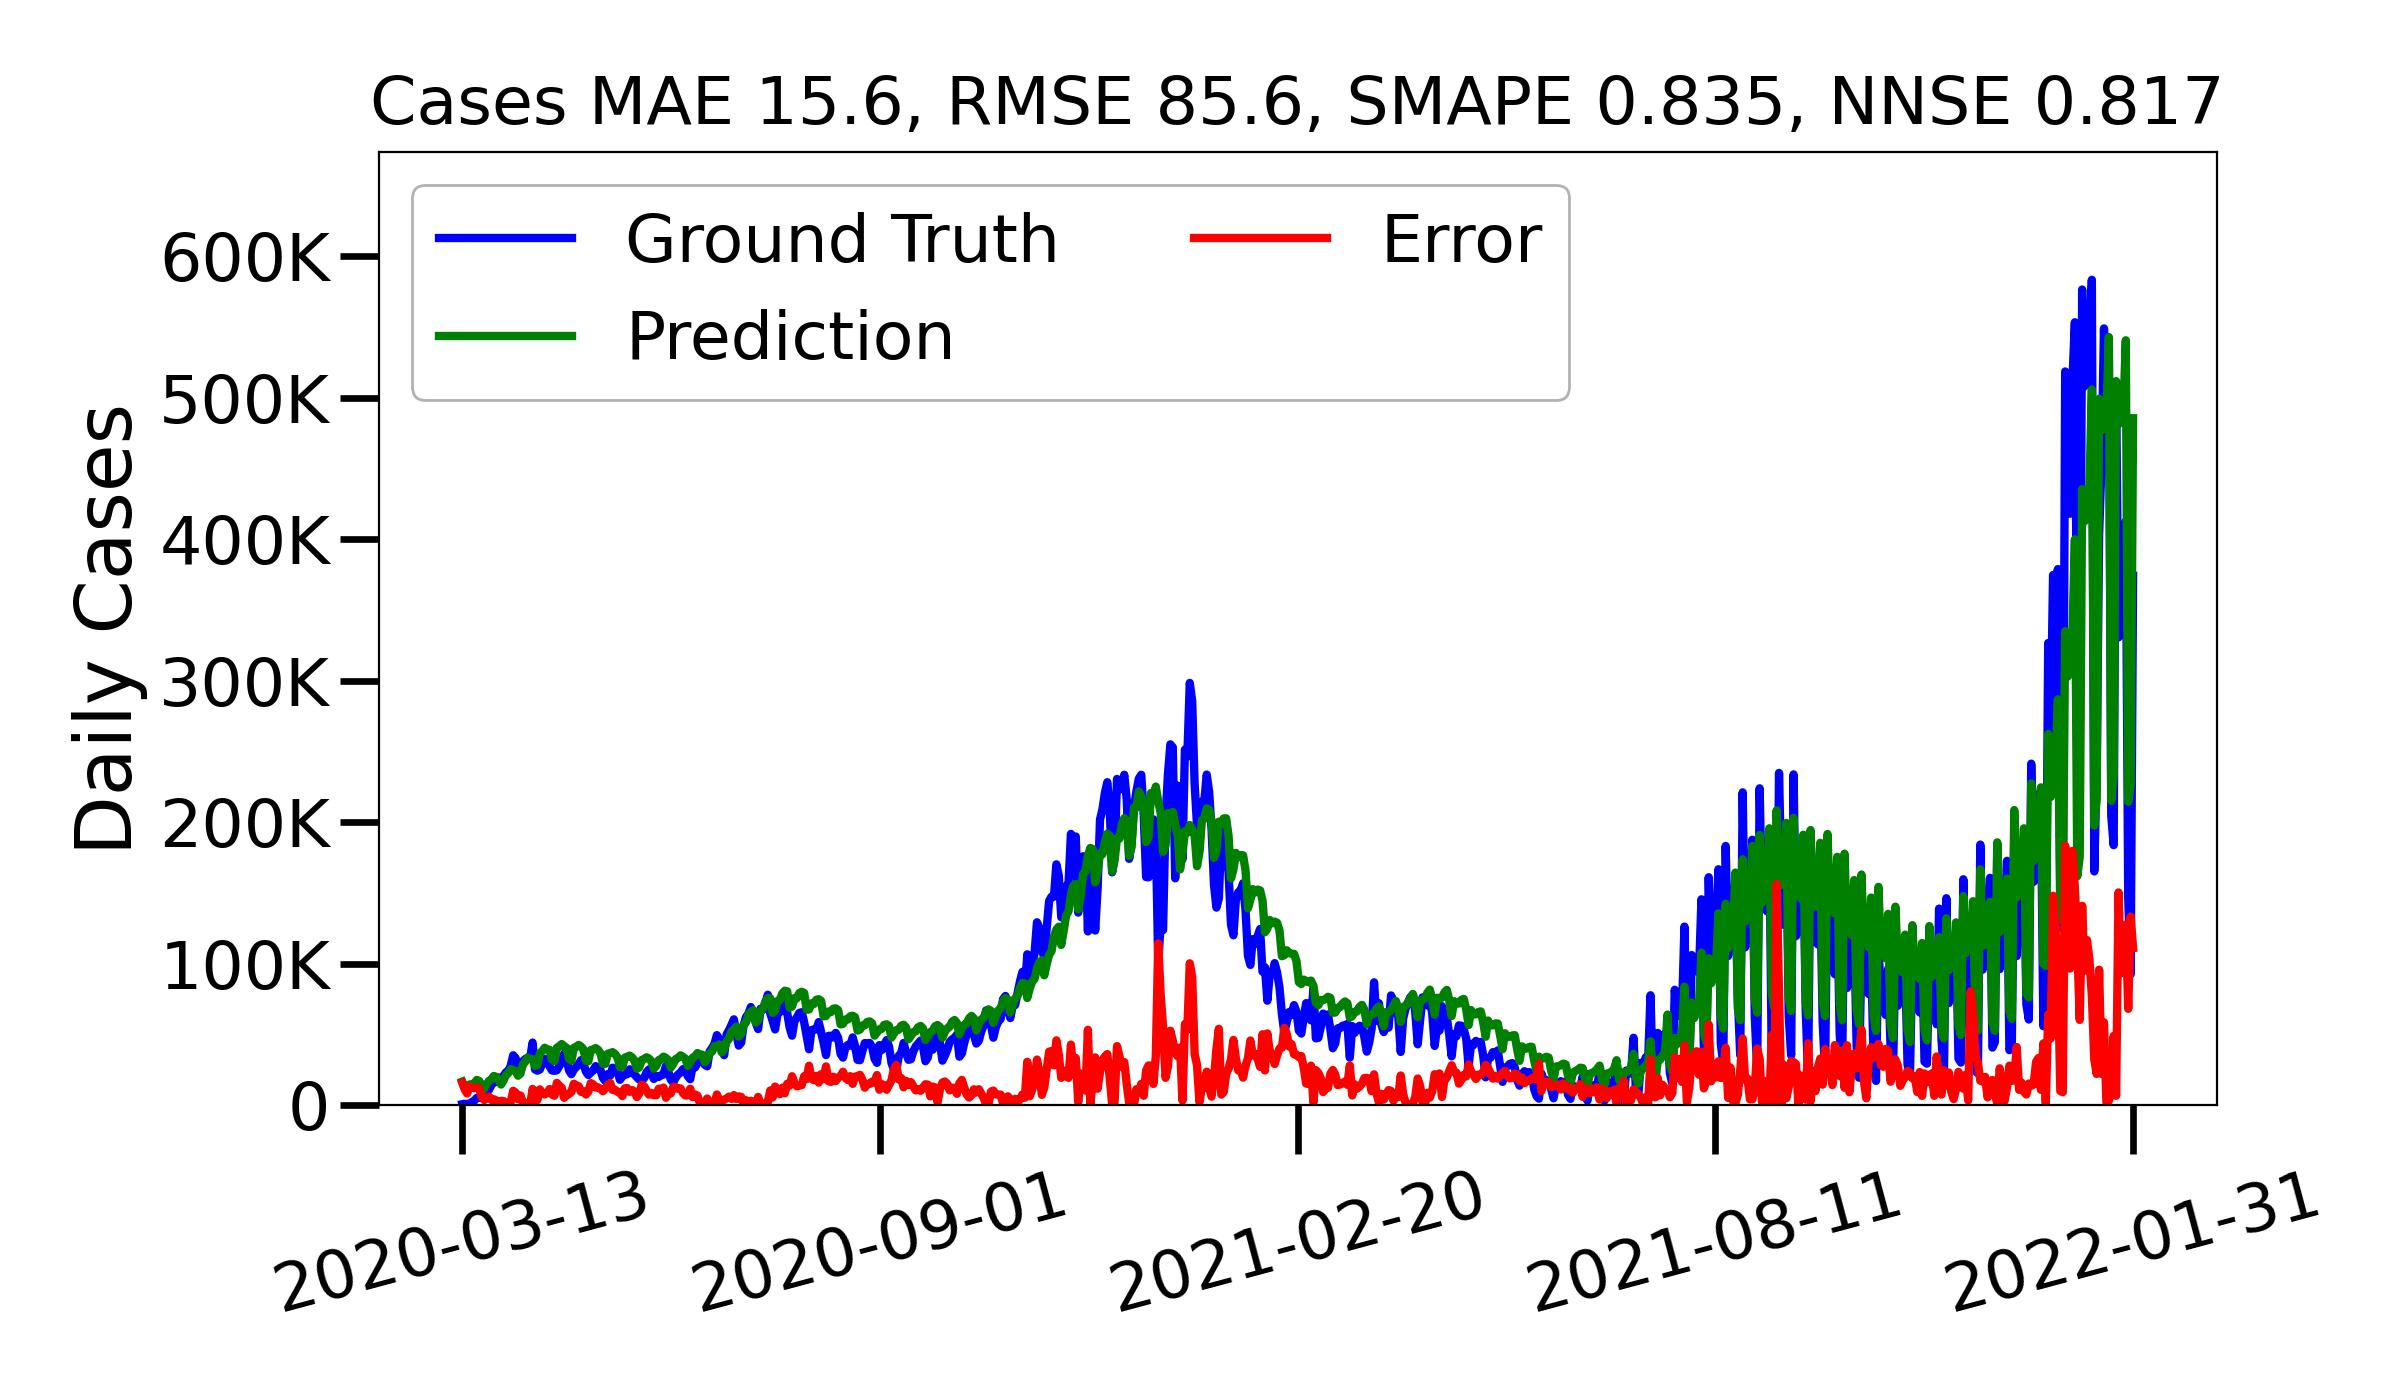 Cases MAE 15.6, RMSE 85.6, SMAPE 0.835, NNSE 0.817
Ground Truth
Prediction
Error
Daily Cases
600K
500K
400K
300K
200K
100K
0
2020-03-13
2020-09-01
2021-02-20
2021-08-11
2022-01-31